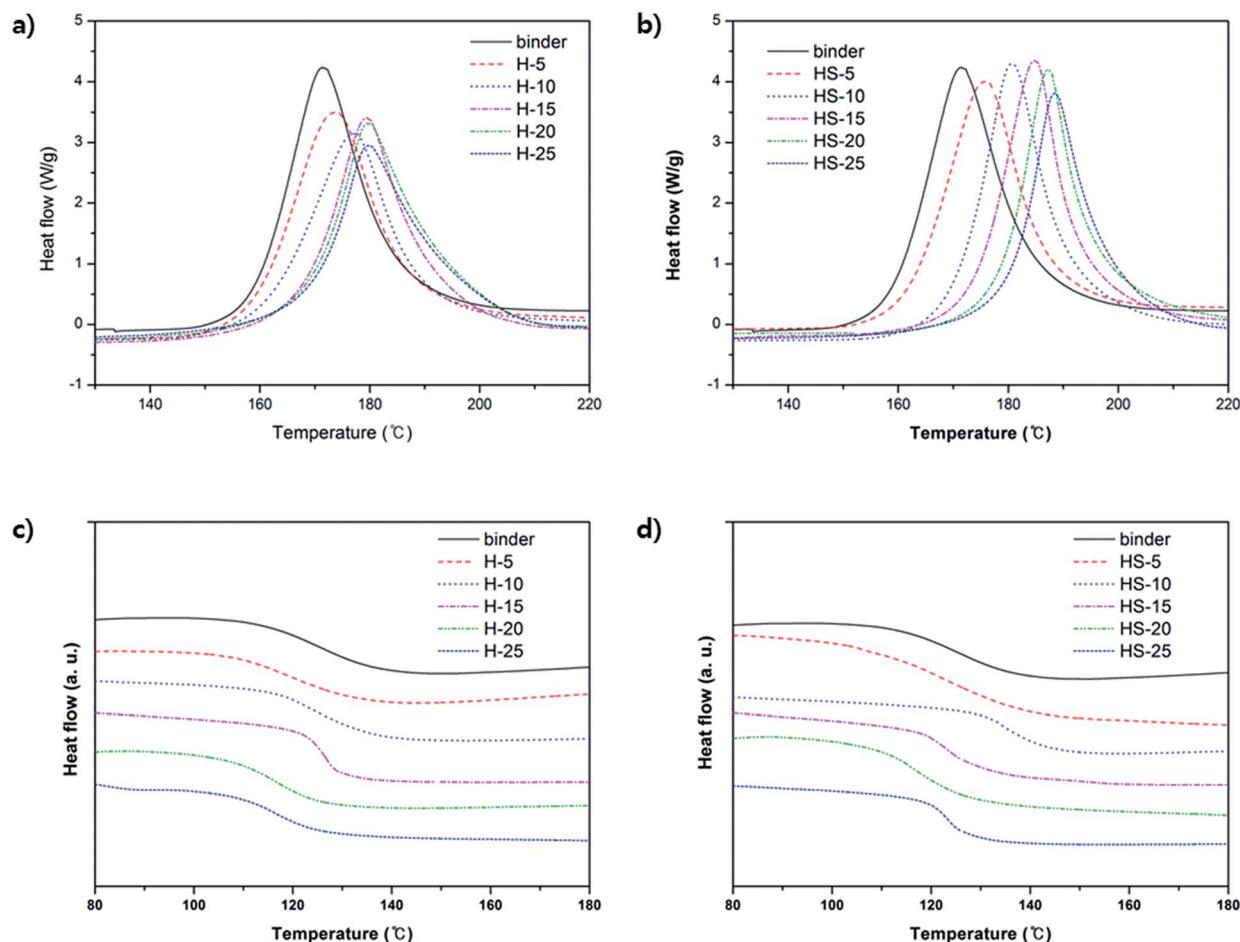 a)
5
4
3
2
1
0
-1
Heat flow (W/g)
binder
H-5
H-10
H-15
H-20
H-25
140 160 180 200 220
Temperature (℃)
b)
5
4
3
2
1
0
-1
Heat flow (W/g)
binder
HS-5
HS-10
HS-15
HS-20
HS-25
140 160 180 200 220
Temperature (℃)
c)
Heat flow (a. u.)
binder
H-5
H-10
H-15
H-20
H-25
80 100 120 140 160 180
Temperature (℃)
d)
Heat flow (a. u.)
binder
HS-5
HS-10
HS-15
HS-20
HS-25
80 100 120 140 160 180
Temperature (℃)